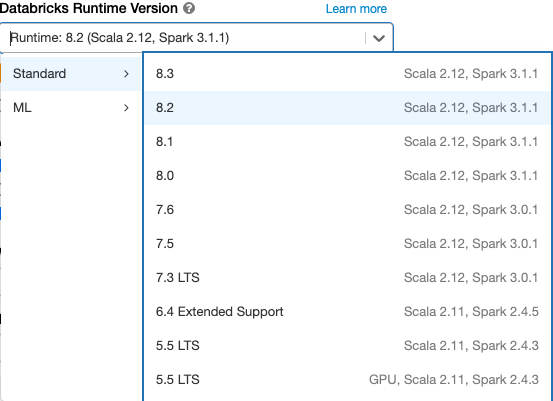 Databricks Runtime Version ? Learn more
Runtime: 8.2 (Scala 2.12, Spark 3.1.1)
Standard
ML
8.3 Scala 2.12, Spark 3.1.1
8.2 Scala 2.12, Spark 3.1.1
8.1 Scala 2.12, Spark 3.1.1
8.0 Scala 2.12, Spark 3.1.1
7.6 Scala 2.12, Spark 3.0.1
7.5 Scala 2.12, Spark 3.0.1
7.3 LTS Scala 2.12, Spark 3.0.1
6.4 Extended Support Scala 2.11, Spark 2.4.5
5.5 LTS Scala 2.11, Spark 2.4.3
5.5 LTS GPU, Scala 2.11, Spark 2.4.3